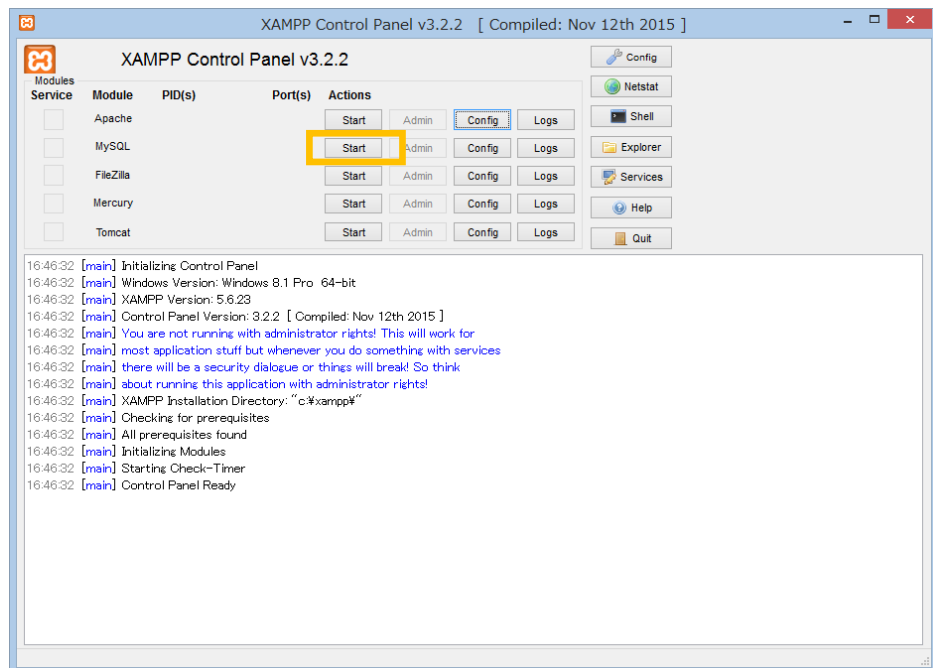 XAMPP Control Panel v3.2.2 [ Compiled: Nov 12th 2015 ]
XAMPP Control Panel v3.2.2
Config
Modules
Netstat
Service Module PID(s) Port(s) Actions
Apache Start Admin Config Logs
Shell
MySQL Start Admin Config Logs
Explorer
FileZilla Start Admin Config Logs
Services
Mercury Start Admin Config Logs
Help
Tomcat Start Admin Config Logs
Quit
16:46:32 [main] Initializing Control Panel
16:46:32 [main] Windows Version: Windows 8.1 Pro 64-bit
16:46:32 [main] XAMPP Version: 5.6.23
16:46:32 [main] Control Panel Version: 3.2.2 [ Compiled: Nov 12th 2015 ]
16:46:32 [main] You are not running with administrator rights! This will work for
16:46:32 [main] most application stuff but whenever you do something with services
16:46:32 [main] there will be a security dialogue or things will break! So think
16:46:32 [main] about running this application with administrator rights!
16:46:32 [main] XAMPP Installation Directory: "c:¥xampp¥"
16:46:32 [main] Checking for prerequisites
16:46:32 [main] All prerequisites found
16:46:32 [main] Initializing Modules
16:46:32 [main] Starting Check-Timer
16:46:32 [main] Control Panel Ready